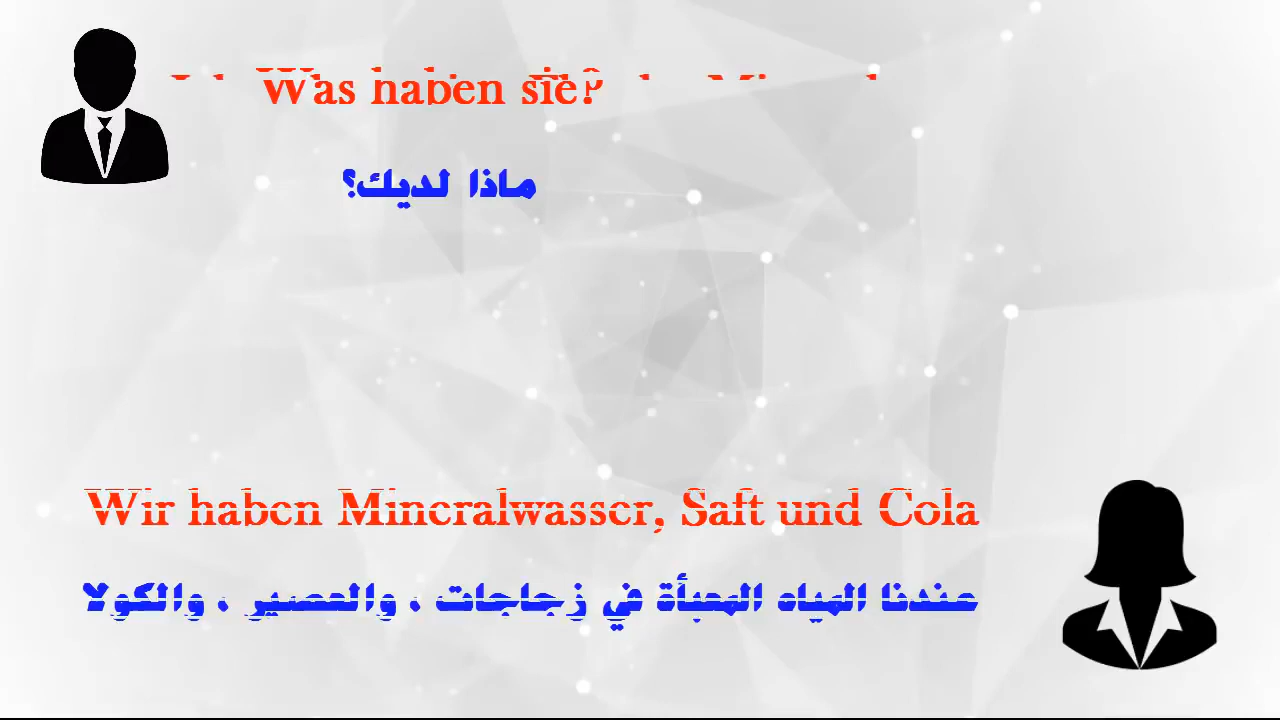 Was haben sie?
ماذا لديك؟
Wir haben Mineralwasser, Saft und Cola
عندنا المياه المعبأة في زجاجات ، والعصير ، والكولا